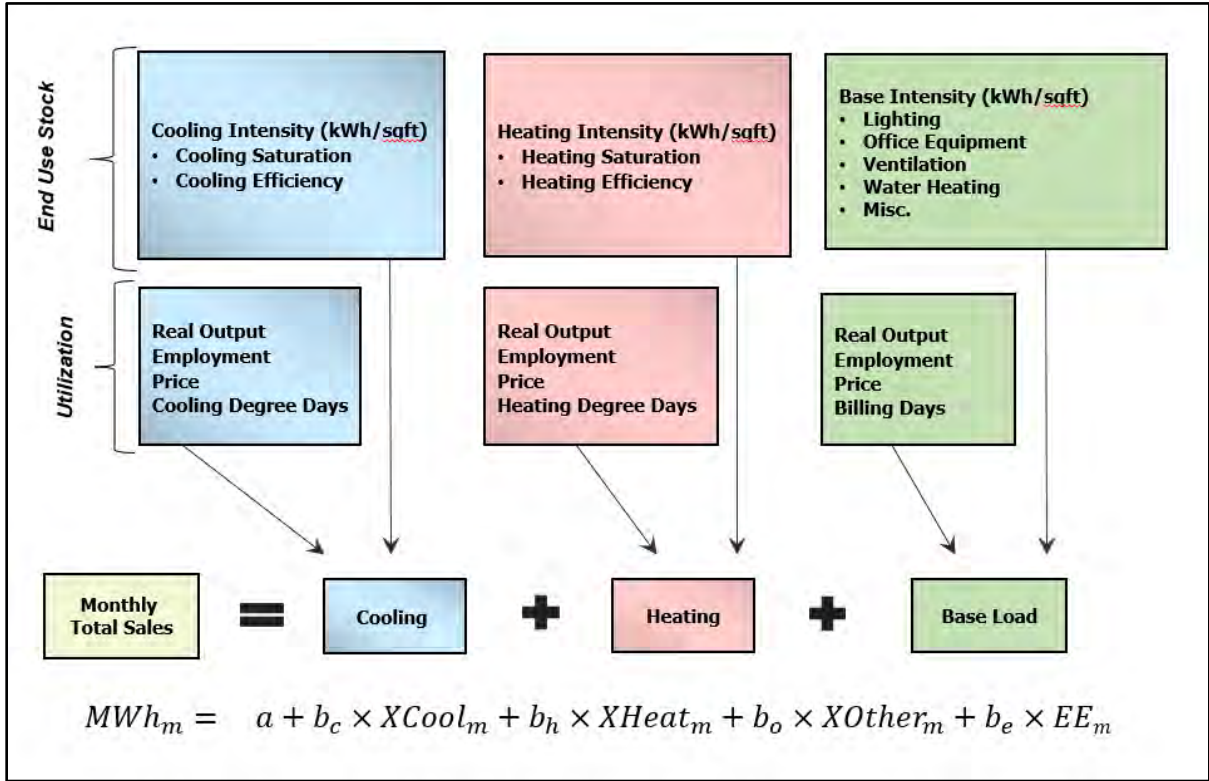 End Use Stock
Cooling Intensity (kWh/sqft)
• Cooling Saturation
• Cooling Efficiency
Heating Intensity (kWh/sqft)
• Heating Saturation
• Heating Efficiency
Base Intensity (kWh/sqft)
• Lighting
• Office Equipment
• Ventilation
• Water Heating
• Misc.
Utilization
Real Output
Employment
Price
Cooling Degree Days
Real Output
Employment
Price
Heating Degree Days
Real Output
Employment
Price
Billing Days
Monthly
Total Sales
=
Cooling
+
Heating
+
Base Load
MWh_m = a + b_c × XCool_m + b_h × XHeat_m + b_o × XOther_m + b_e × EE_m